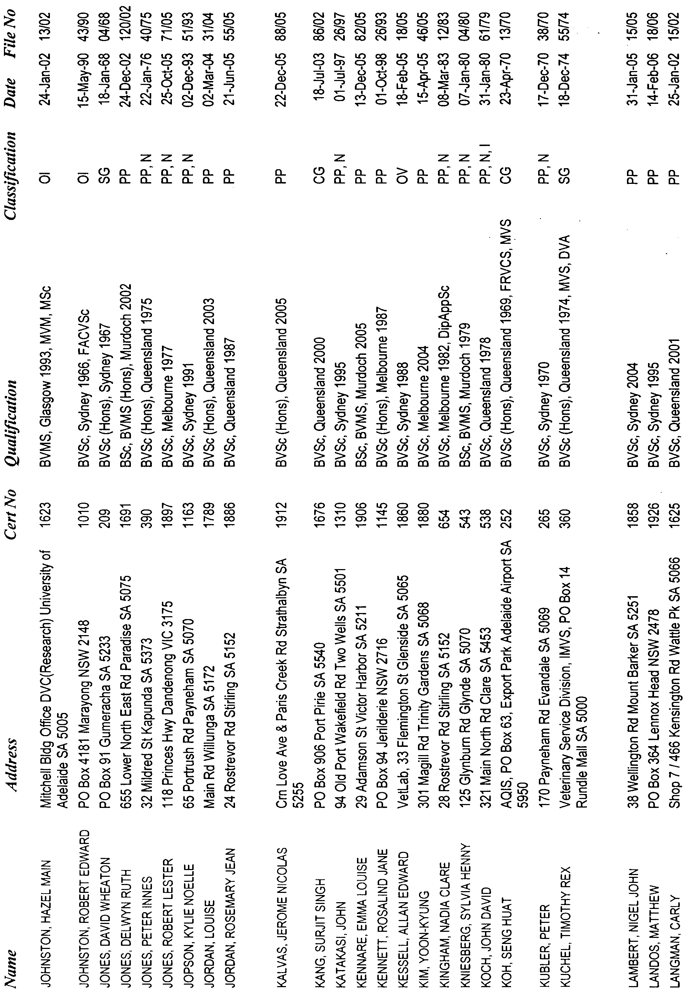 Name Address Cert No Qualification Classification Date File No
JOHNSTON, HAZEL MAIN Mitchell Bldg Office DVC(Research) University of 1623 BVMS, Glasgow 1993, MVM, MSc OI 24-Jan-02 13/02
Adelaide SA 5005
JOHNSTON, ROBERT EDWARD PO Box 4181 Marayong NSW 2148 1010 BVSc, Sydney 1966, FACVSc OI 15-May-90 43/90
JONES, DAVID WHEATON PO Box 91 Gumeracha SA 5233 209 BVSc (Hons), Sydney 1967 SG 18-Jan-68 04/68
JONES, DELWYN RUTH 655 Lower North East Rd Paradise SA 5075 1691 BSc, BVMS (Hons), Murdoch 2002 PP 24-Dec-02 120/02
JONES, PETER INNES 32 Mildred St Kapunda SA 5373 390 BVSc (Hons), Queensland 1975 PP, N 22-Jan-76 40/75
JONES, ROBERT LESTER 118 Princes Hwy Dandenong VIC 3175 1897 BVSc, Melbourne 1977 PP, N 25-Oct-05 71/05
JOPSON, KYLIE NOELLE 65 Portrush Rd Payneham SA 5070 1163 BVSc, Sydney 1991 PP, N 02-Dec-93 51/93
JORDAN, LOUISE Main Rd Willunga SA 5172 1789 BVSc (Hons), Queensland 2003 PP 02-Mar-04 31/04
JORDAN, ROSEMARY JEAN 24 Rostrevor Rd Stirling SA 5152 1886 BVSc, Queensland 1987 PP 21-Jun-05 55/05
KALVAS, JEROME NICOLAS Crn Love Ave & Paris Creek Rd Strathalbyn SA 1912 BVSc (Hons), Queensland 2005 PP 22-Dec-05 88/05
5255
KANG, SURJIT SINGH PO Box 906 Port Pirie SA 5540 1676 BVSc, Queensland 2000 CG 18-Jul-03 86/02
KATAKASI, JOHN 94 Old Port Wakefield Rd Two Wells SA 5501 1310 BVSc, Sydney 1995 PP, N 01-Jul-97 26/97
KENNARE, EMMA LOUISE 29 Adamson St Victor Harbor SA 5211 1906 BSc, BVMS, Murdoch 2005 PP 13-Dec-05 82/05
KENNETT, ROSALIND JANE PO Box 94 Jerilderie NSW 2716 1145 BVSc (Hons), Melbourne 1987 PP 01-Oct-98 26/93
KESSELL, ALLAN EDWARD VetLab, 33 Flemington St Glenside SA 5065 1860 BVSc, Sydney 1988 OV 18-Feb-05 18/05
KIM, YOON-KYUNG 301 Magill Rd Trinity Gardens SA 5068 1880 BVSc, Melbourne 2004 PP 15-Apr-05 46/05
KINGHAM, NADIA CLARE 28 Rostrevor Rd Stirling SA 5152 654 BVSc, Melbourne 1982, DipAppSc PP, N 08-Mar-83 12/83
KNIESBERG, SYLVIA HENNY 125 Glynburn Rd Glynde SA 5070 543 BSc, BVMS, Murdoch 1979 PP, N 07-Jan-80 04/80
KOCH, JOHN DAVID 321 Main North Rd Clare SA 5453 538 BVSc, Queensland 1978 PP, N, I 31-Jan-80 61/79
KOH, SENG HUAT AQIS, PO Box 63, Export Park Adelaide Airport SA 252 BVSc (Hons), Queensland 1969, FRVCS, MVS CG 23-Apr-70 13/70
5950
KUBLER, PETER 170 Payneham Rd Evandale SA 5069 265 BVSc, Sydney 1970 PP, N 17-Dec-70 38/70
KUCHEL, TIMOTHY REX Veterinary Service Division, IMVS, PO Box 14 360 BVSc (Hons), Queensland 1974, MVS, DVA SG 18-Dec-74 55/74
Rundle Mall SA 5000
LAMBERT, NIGEL JOHN 38 Wellington Rd Mount Barker SA 5251 1858 BVSc, Sydney 2004 PP 31-Jan-05 15/05
LANDOS, MATTHEW PO Box 364 Lennox Head NSW 2478 1926 BVSc, Sydney 1995 PP 14-Feb-06 18/06
LANGMAN, CARLY Shop 7 / 466 Kensington Rd Wattle Pk SA 5066 1625 BVSc, Queensland 2001 PP 25-Jan-02 15/02